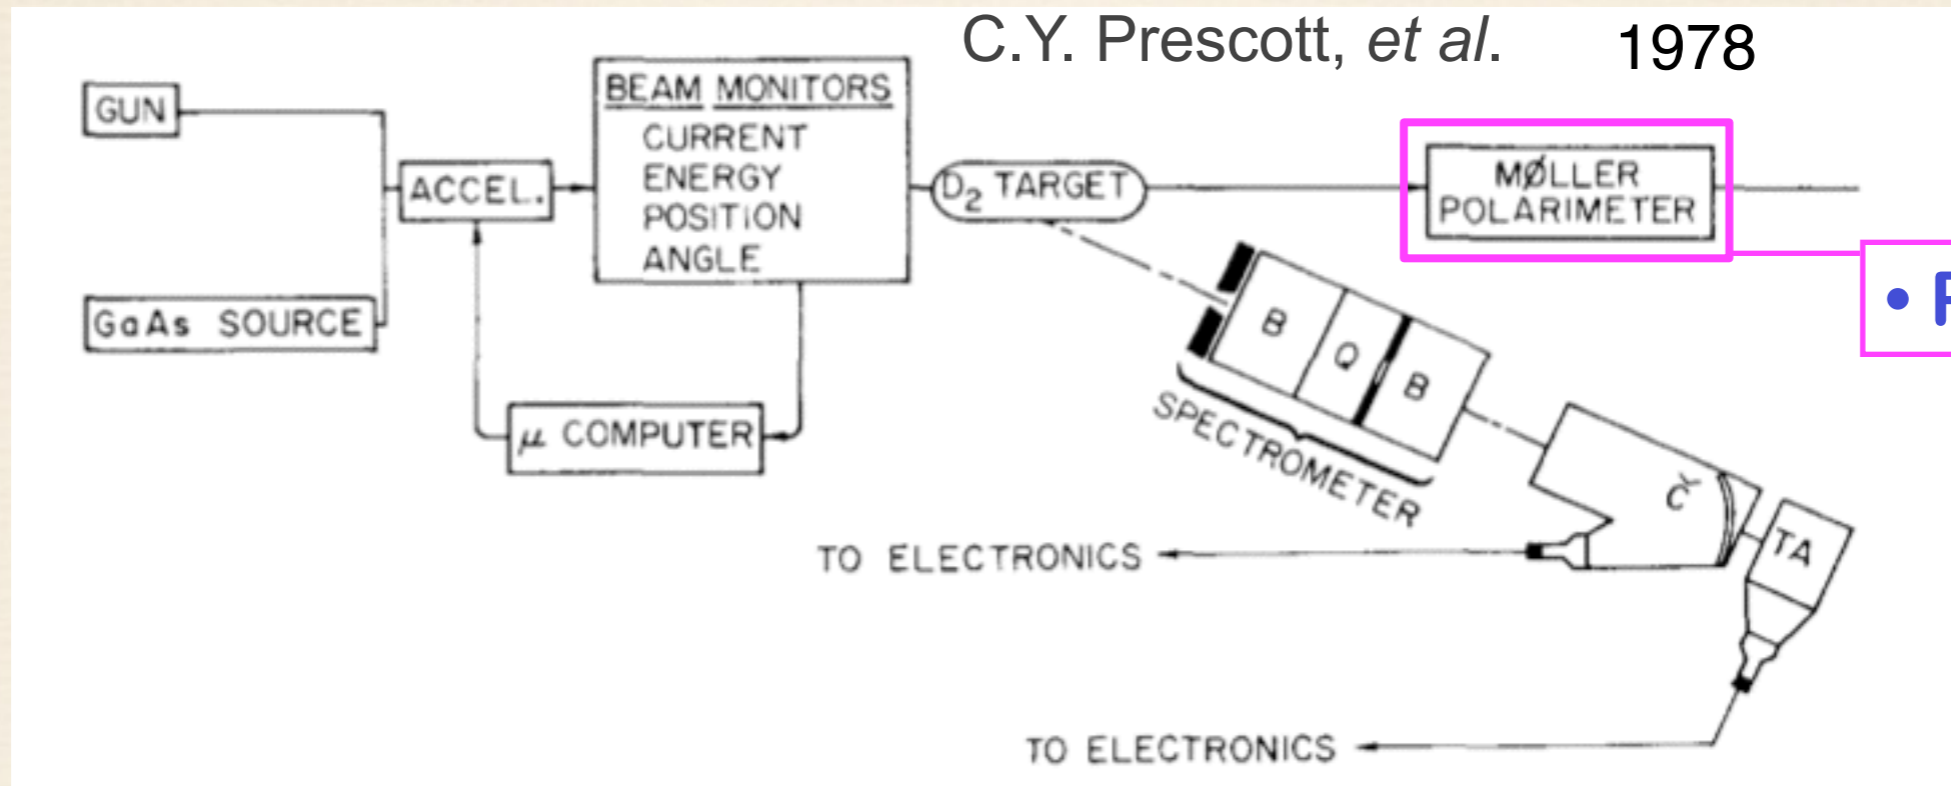 C.Y. Prescott, et al. 1978
GUN
GaAs SOURCE
ACCEL.
BEAM MONITORS
CURRENT
ENERGY
POSITION
ANGLE
μ COMPUTER
D2 TARGET
MØLLER
POLARIMETER
B
Q
B
SPECTROMETER
Č
TA
TO ELECTRONICS
TO ELECTRONICS